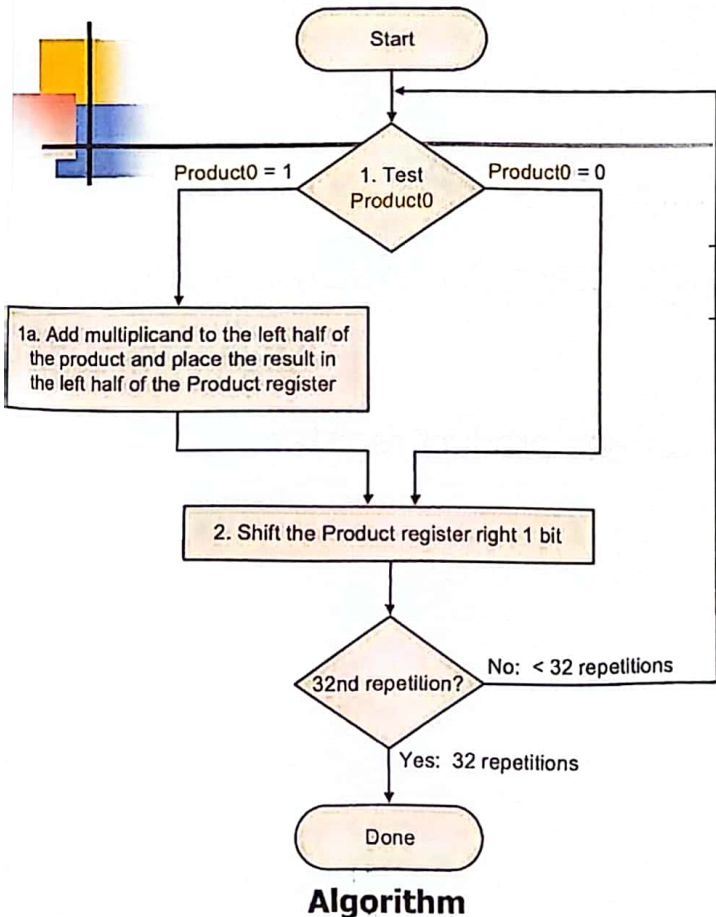 Start
Product0 = 1
1. Test
Product0
Product0 = 0
1a. Add multiplicand to the left half of
the product and place the result in
the left half of the Product register
2. Shift the Product register right 1 bit
32nd repetition?
No: < 32 repetitions
Yes: 32 repetitions
Done
Algorithm